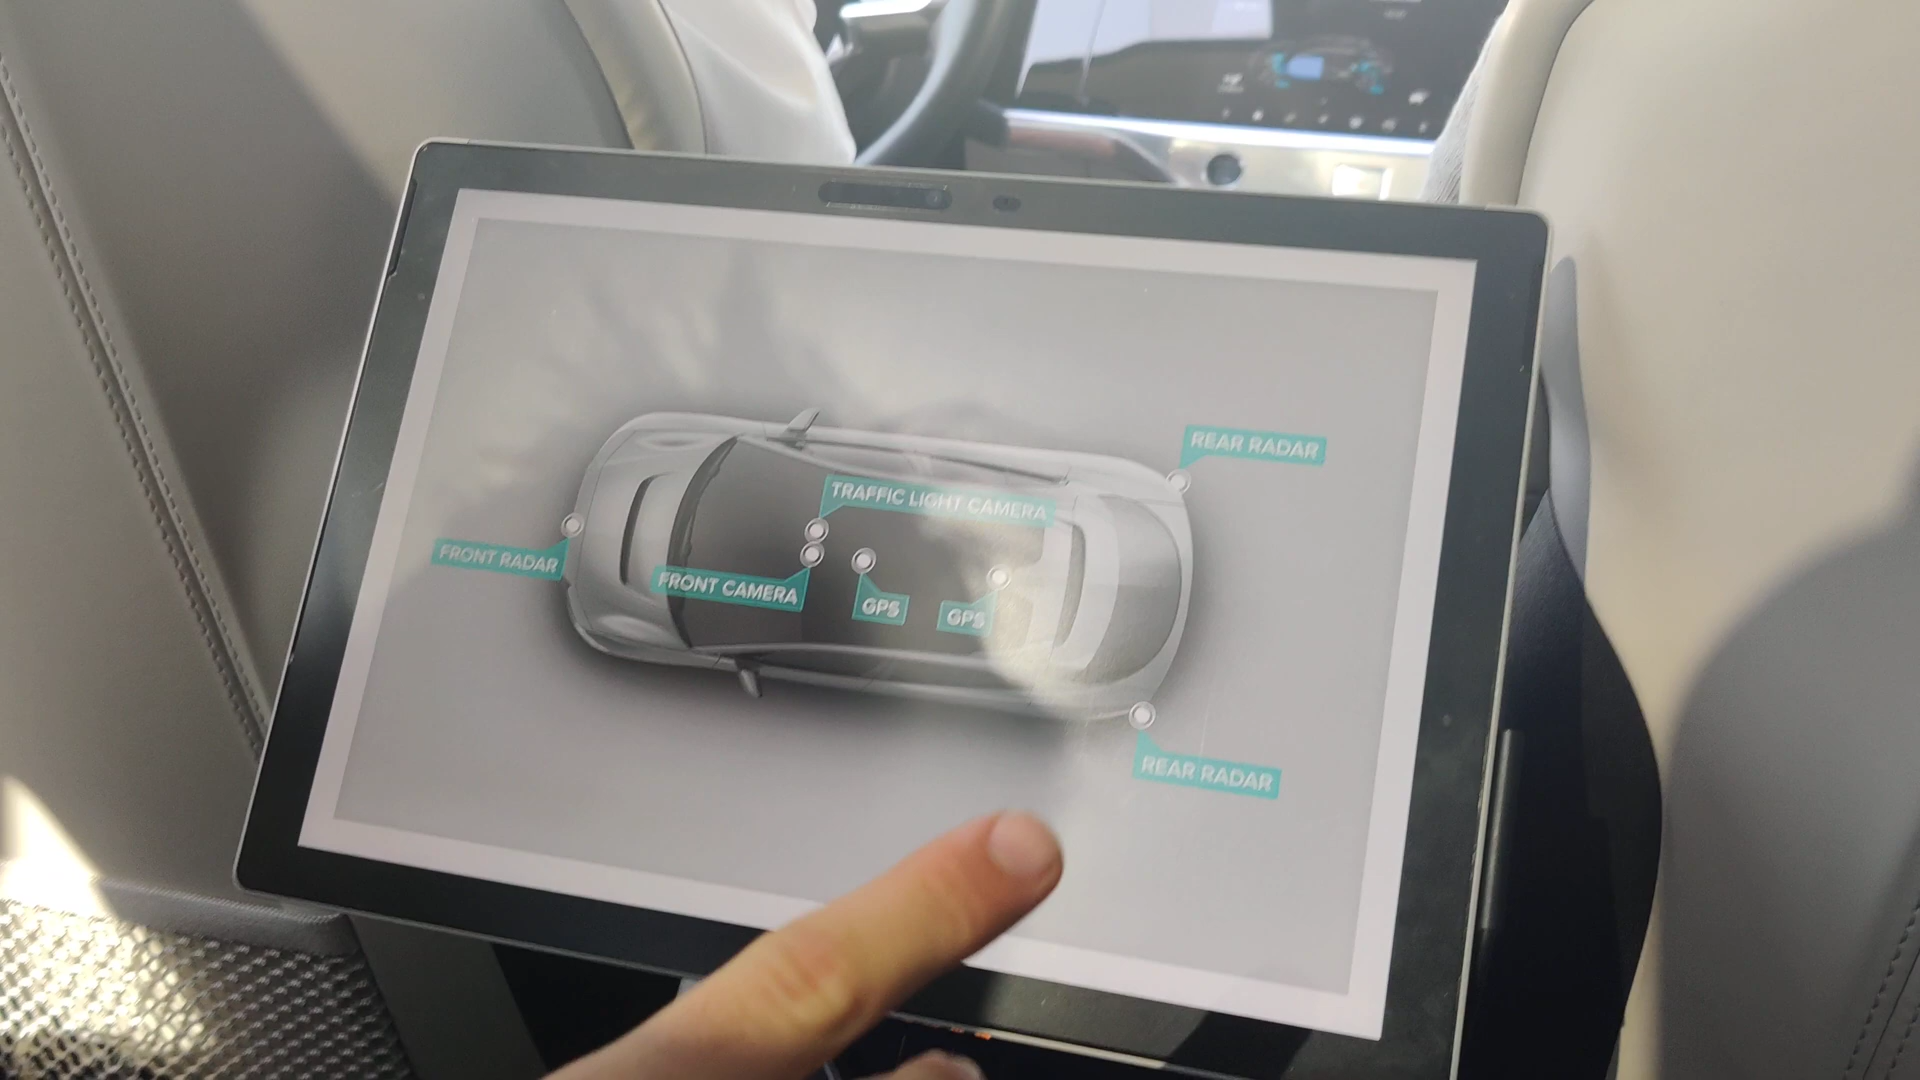 REAR RADAR
TRAFFIC LIGHT CAMERA
FRONT RADAR
FRONT CAMERA
GPS
GPS
REAR RADAR